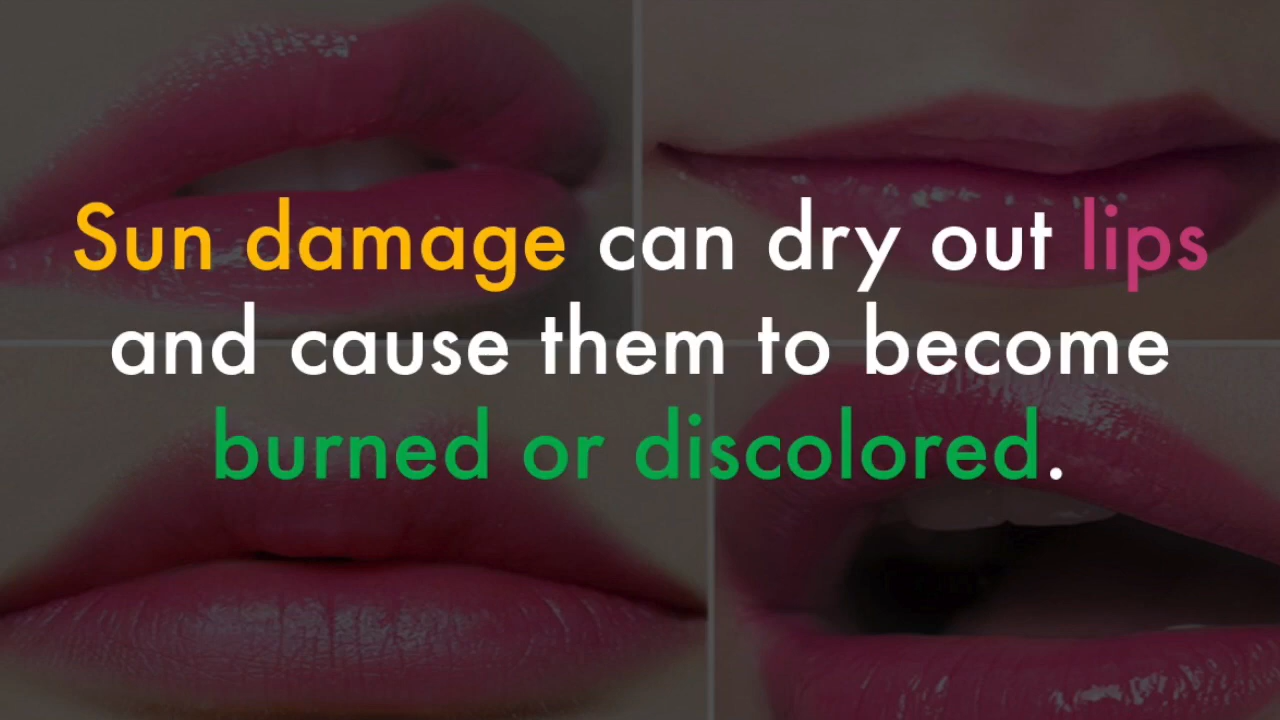 Sun damage can dry out lips
and cause them to become
burned or discolored.